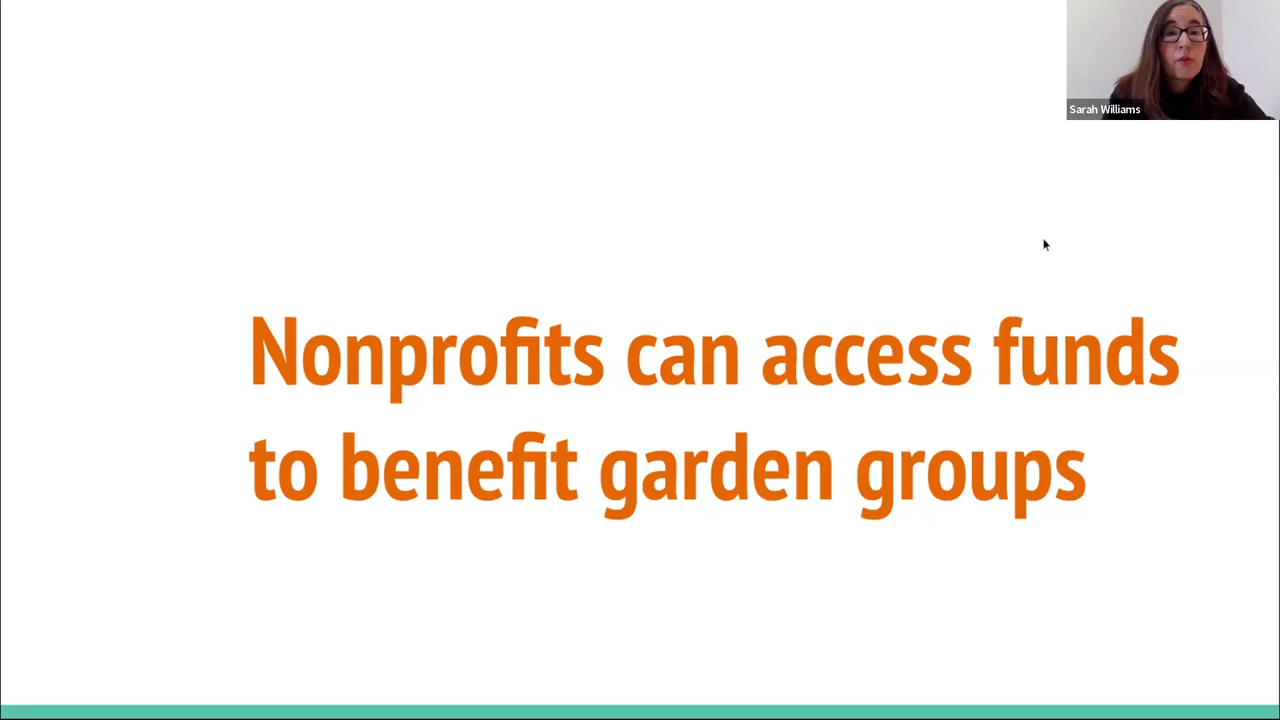 Sarah Williams
Nonprofits can access funds
to benefit garden groups